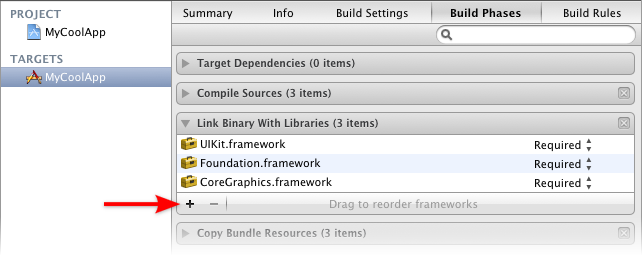 PROJECT
MyCoolApp
TARGETS
MyCoolApp
Summary Info Build Settings Build Phases Build Rules
Target Dependencies (0 items)
Compile Sources (3 items)
Link Binary With Libraries (3 items)
UIKit.framework Required
Foundation.framework Required
CoreGraphics.framework Required
+ − Drag to reorder frameworks
Copy Bundle Resources (3 items)